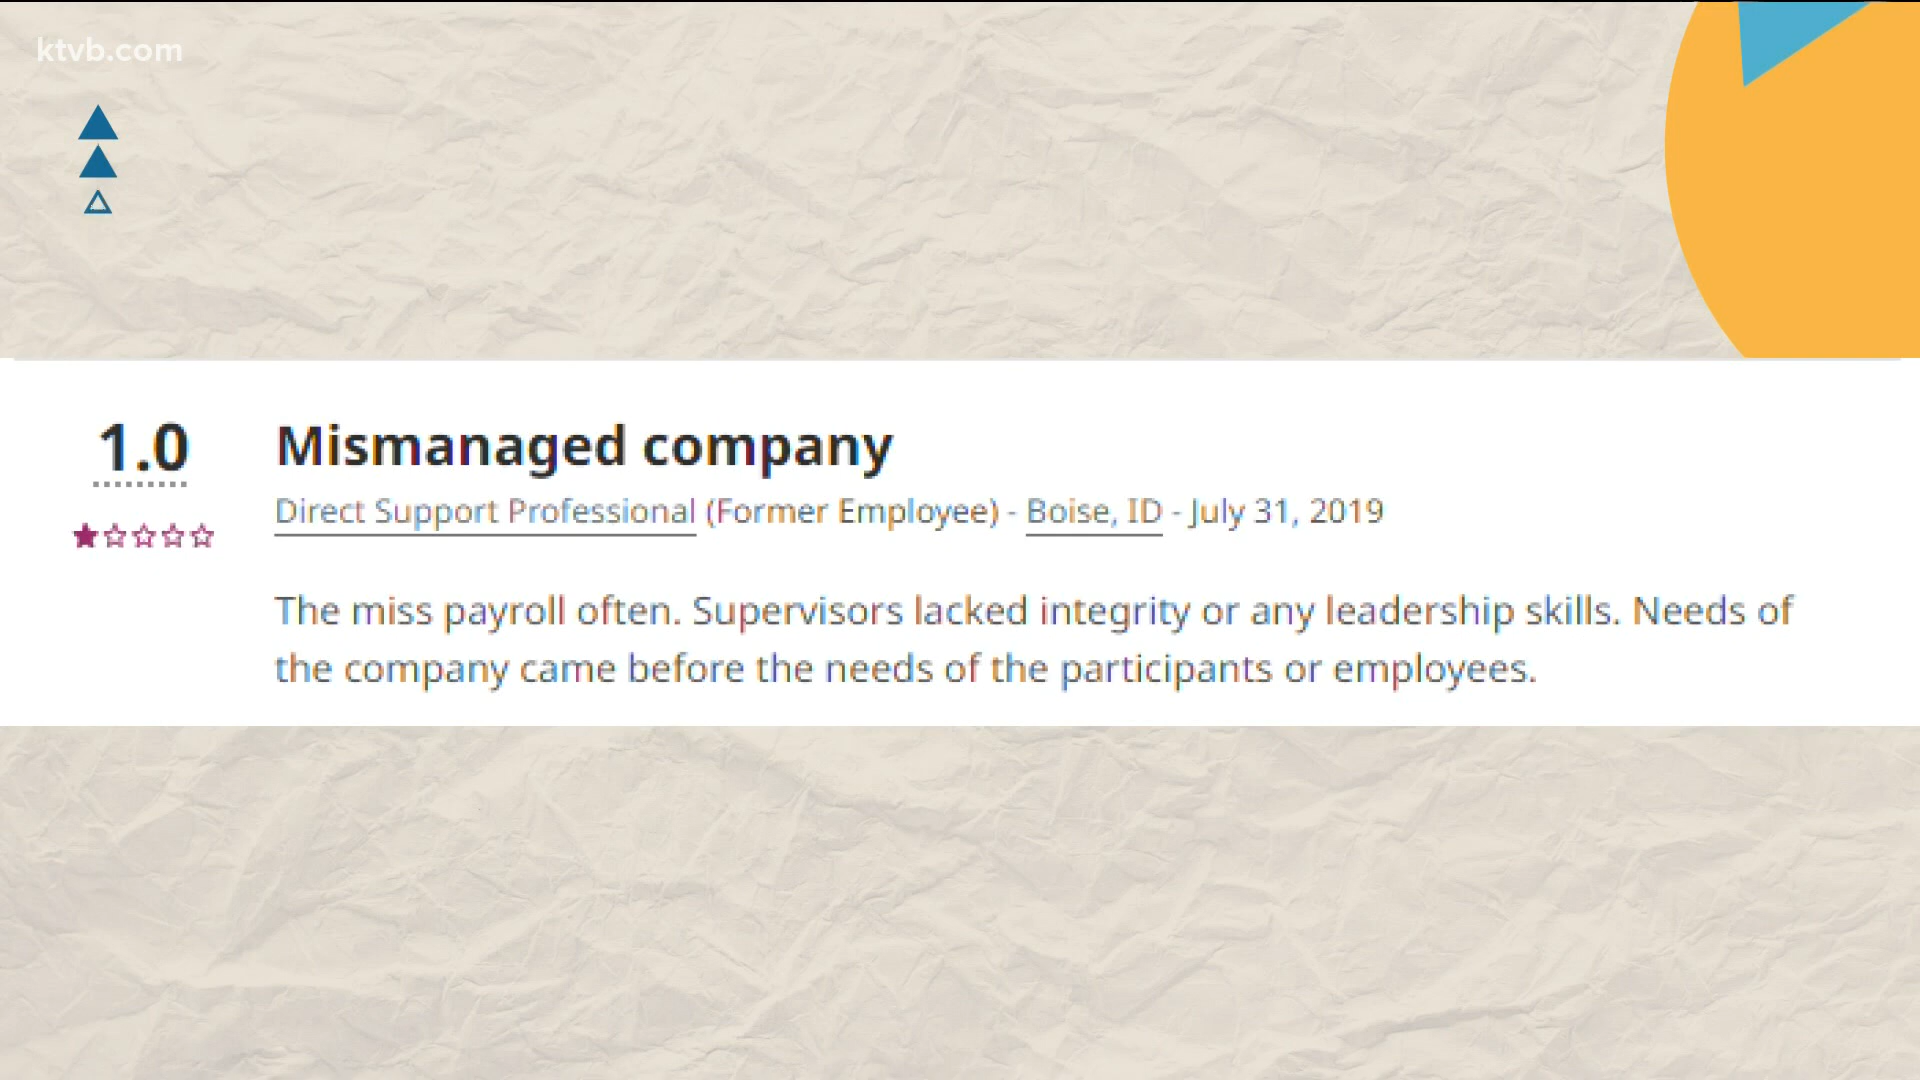 ktvb.com
1.0
Mismanaged company
Direct Support Professional (Former Employee) - Boise, ID - July 31, 2019
The miss payroll often. Supervisors lacked integrity or any leadership skills. Needs of
the company came before the needs of the participants or employees.